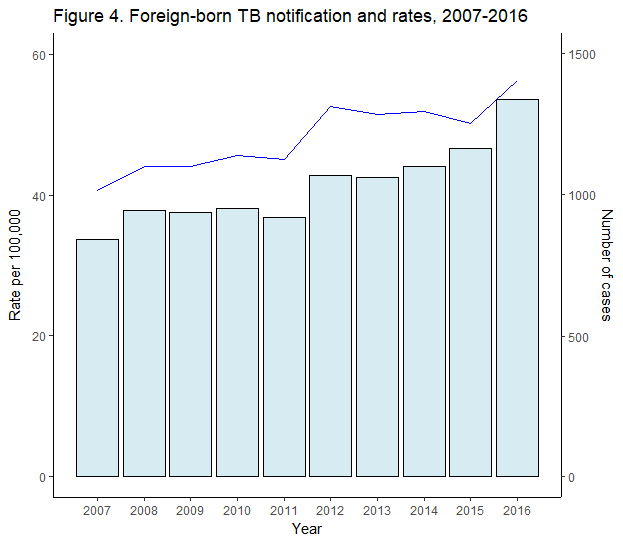 Figure 4. Foreign-born TB notification and rates, 2007-2016
Rate per 100,000
60
40
20
0
1500
1000
500
0
Number of cases
2007 2008 2009 2010 2011 2012 2013 2014 2015 2016
Year